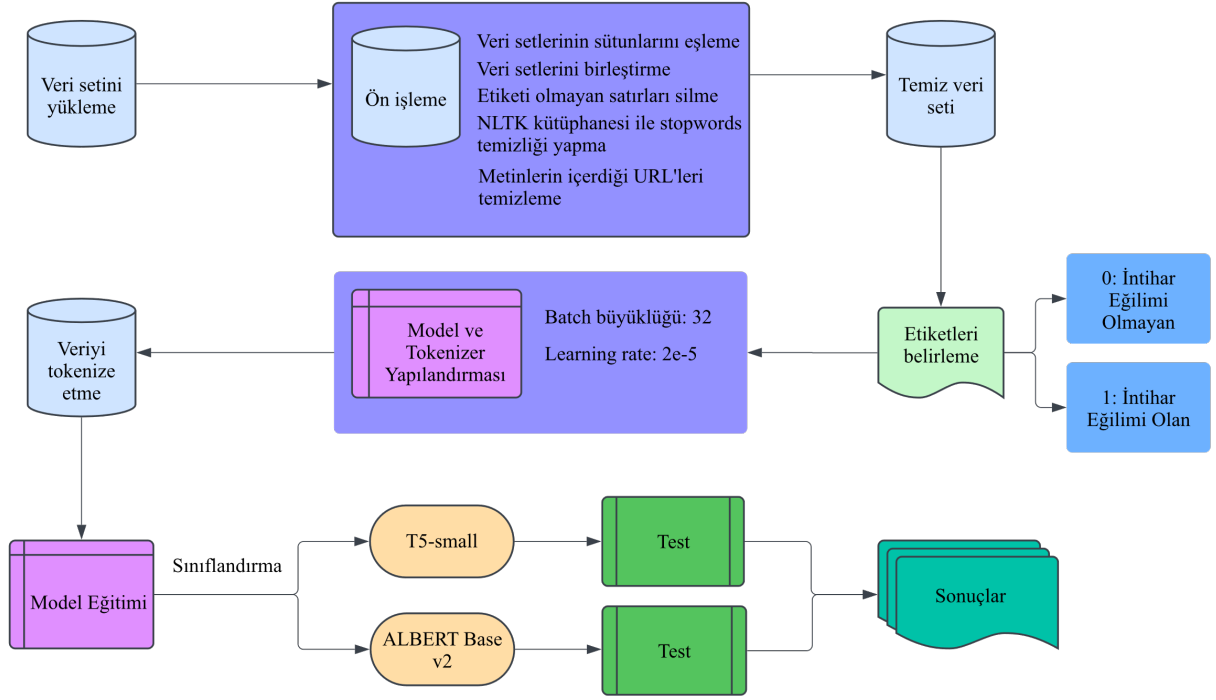 Veri setini
yükleme
Ön işleme
Veri setlerinin sütunlarını eşleme
Veri setlerini birleştirme
Etiketi olmayan satırları silme
NLTK kütüphanesi ile stopwords
temizliği yapma
Metinlerin içerdiği URL'leri
temizleme
Temiz veri
seti
Etiketleri
belirleme
0: İntihar
Eğilimi
Olmayan
1: İntihar
Eğilimi Olan
Model ve
Tokenizer
Yapılandırması
Batch büyüklüğü: 32
Learning rate: 2e-5
Veriyi
tokenize
etme
Model Eğitimi
Sınıflandırma
T5-small
Test
ALBERT Base
v2
Test
Sonuçlar